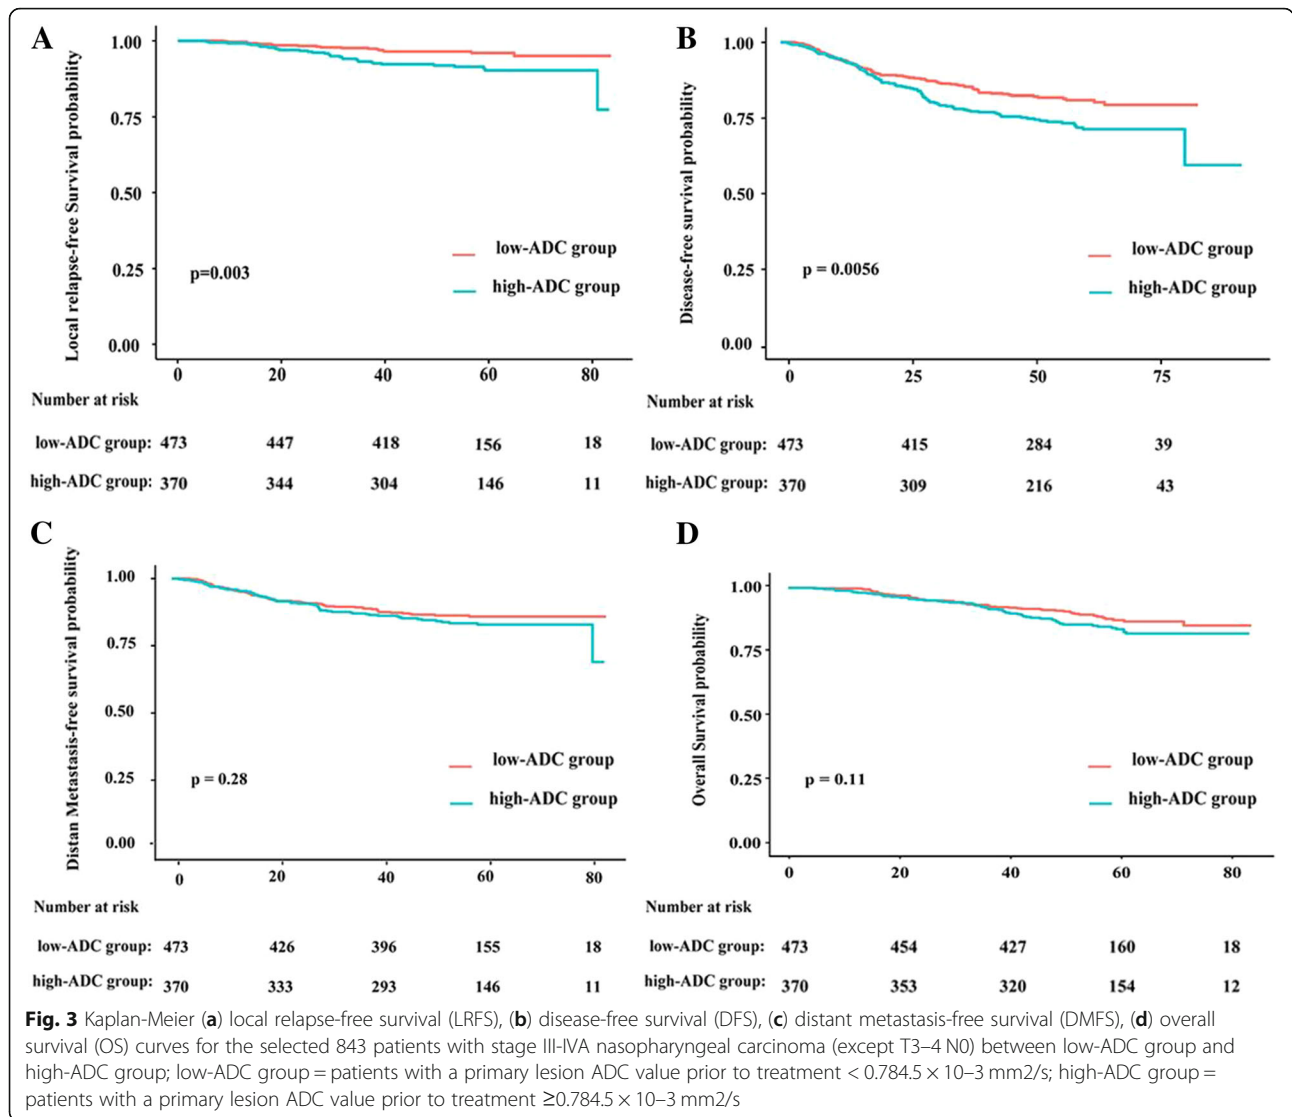 A
Local relapse-free Survival probability
1.00
0.75
0.50
0.25
0.00
p=0.003
low-ADC group
high-ADC group
0 20 40 60 80
Number at risk
low-ADC group: 473 447 418 156 18
high-ADC group: 370 344 304 146 11
B
Disease-free survival probability
1.00
0.75
0.50
0.25
0.00
p = 0.0056
low-ADC group
high-ADC group
0 25 50 75
Number at risk
low-ADC group: 473 415 284 39
high-ADC group: 370 309 216 43
C
Distan Metastasis-free survival probability
1.00
0.75
0.50
0.25
0.00
p = 0.28
low-ADC group
high-ADC group
0 20 40 60 80
Number at risk
low-ADC group: 473 426 396 155 18
high-ADC group: 370 333 293 146 11
D
Overall Survival probability
1.00
0.75
0.50
0.25
0.00
p = 0.11
low-ADC group
high-ADC group
0 20 40 60 80
Number at risk
low-ADC group: 473 454 427 160 18
high-ADC group: 370 353 320 154 12
Fig. 3 Kaplan-Meier (a) local relapse-free survival (LRFS), (b) disease-free survival (DFS), (c) distant metastasis-free survival (DMFS), (d) overall
survival (OS) curves for the selected 843 patients with stage III-IVA nasopharyngeal carcinoma (except T3–4 N0) between low-ADC group and
high-ADC group; low-ADC group = patients with a primary lesion ADC value prior to treatment < 0.784.5 × 10–3 mm2/s; high-ADC group =
patients with a primary lesion ADC value prior to treatment ≥0.784.5 × 10–3 mm2/s